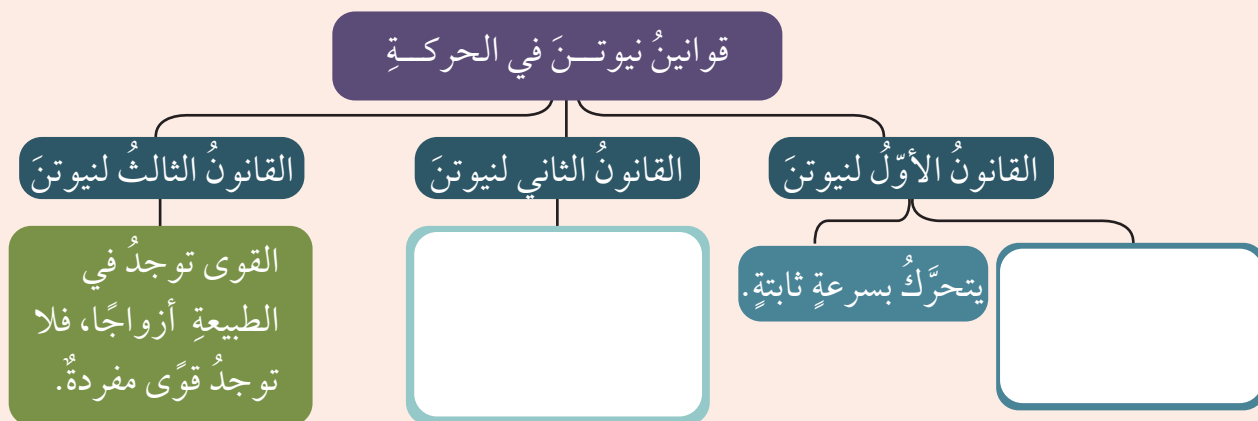 قوانينُ نيوتـــنَ في الحركـــةِ
القانونُ الأوّلُ لنيوتنَ
القانونُ الثاني لنيوتنَ
القانونُ الثالثُ لنيوتنَ
يتحرَّكُ بسرعةٍ ثابتةٍ.
القوى توجدُ في
الطبيعةِ أزواجًا، فلا
توجدُ قوًى مفردةٌ.